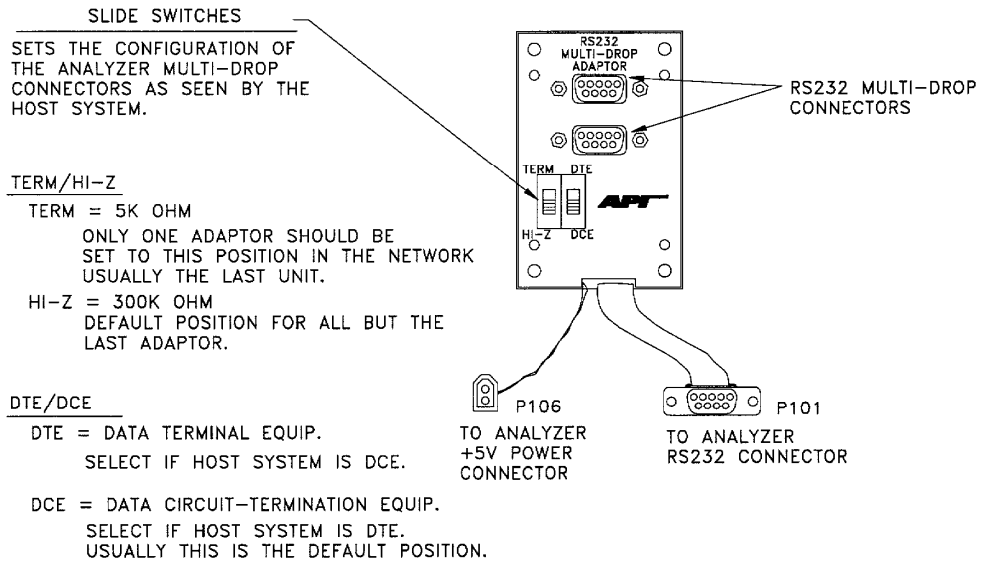 SLIDE SWITCHES
SETS THE CONFIGURATION OF
THE ANALYZER MULTI-DROP
CONNECTORS AS SEEN BY THE
HOST SYSTEM.
TERM/HI-Z
TERM = 5K OHM
ONLY ONE ADAPTOR SHOULD BE
SET TO THIS POSITION IN THE NETWORK
USUALLY THE LAST UNIT.
HI-Z = 300K OHM
DEFAULT POSITION FOR ALL BUT THE
LAST ADAPTOR.
DTE/DCE
DTE = DATA TERMINAL EQUIP.
SELECT IF HOST SYSTEM IS DCE.
DCE = DATA CIRCUIT-TERMINATION EQUIP.
SELECT IF HOST SYSTEM IS DTE.
USUALLY THIS IS THE DEFAULT POSITION.
RS232
MULTI-DROP
ADAPTOR
TERM DTE
API
HI-Z DCE
RS232 MULTI-DROP
CONNECTORS
P106
TO ANALYZER
+5V POWER
CONNECTOR
P101
TO ANALYZER
RS232 CONNECTOR